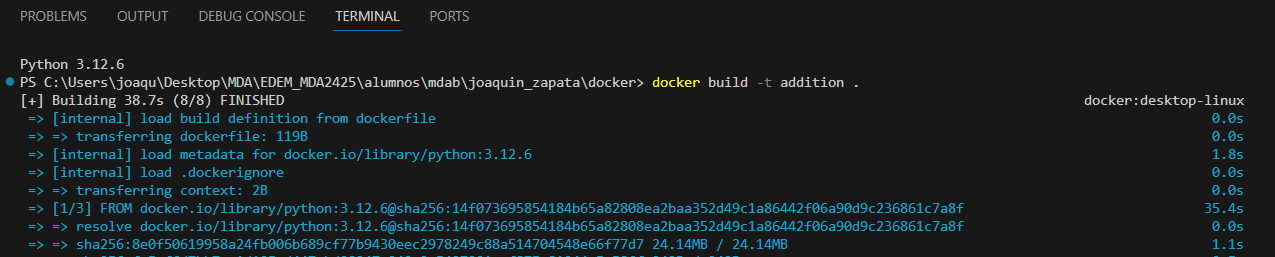 PROBLEMS OUTPUT DEBUG CONSOLE TERMINAL PORTS
Python 3.12.6
PS C:\Users\joaqu\Desktop\MDA\EDEM_MDA2425\alumnos\mdab\joaquin_zapata\docker> docker build -t addition .
[+] Building 38.7s (8/8) FINISHED docker:desktop-linux
=> [internal] load build definition from dockerfile 0.0s
=> => transferring dockerfile: 119B 0.0s
=> [internal] load metadata for docker.io/library/python:3.12.6 1.8s
=> [internal] load .dockerignore 0.0s
=> => transferring context: 2B 0.0s
=> [1/3] FROM docker.io/library/python:3.12.6@sha256:14f073695854184b65a82808ea2baa352d49c1a86442f06a90d9c236861c7a8f 35.4s
=> => resolve docker.io/library/python:3.12.6@sha256:14f073695854184b65a82808ea2baa352d49c1a86442f06a90d9c236861c7a8f 0.0s
=> => sha256:8e0f50619958a24fb006b689cf77b9430eec2978249c88a514704548e66f77d7 24.14MB / 24.14MB 1.1s